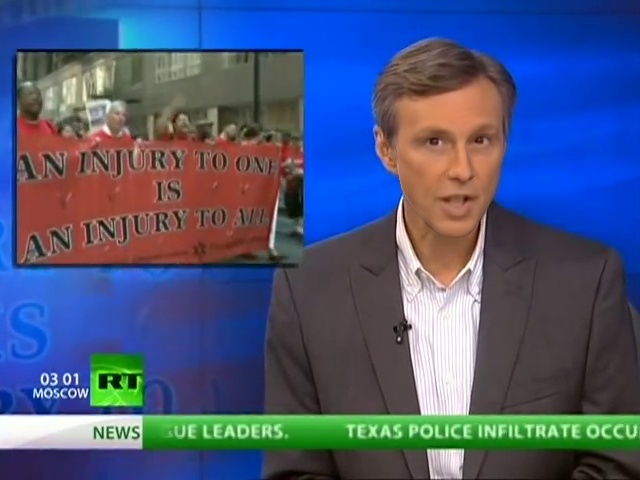 AN INJURY TO ONE
IS
AN INJURY TO ALL
03 01
MOSCOW
RT
NEWS
GUE LEADERS.
TEXAS POLICE INFILTRATE OCCU